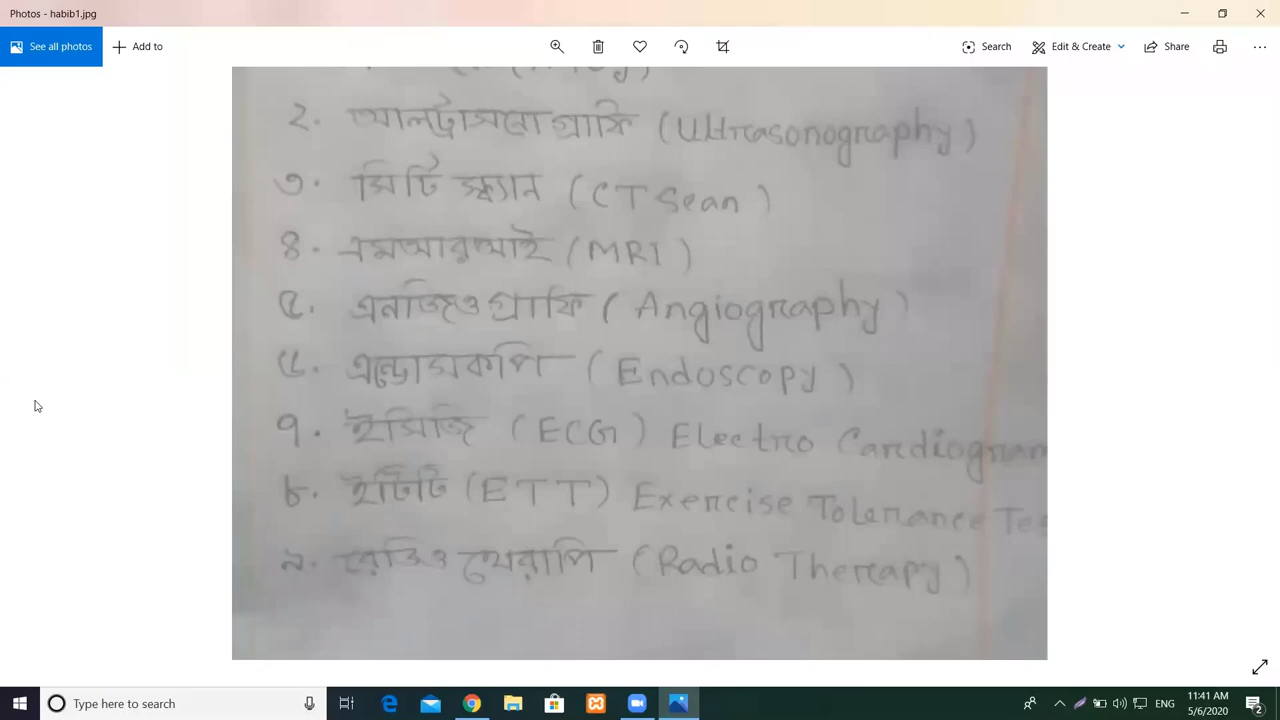 Photos - habib1.jpg
See all photos
Add to
Search
Edit & Create
Share
২. আলট্রাসনোগ্রাফি (Ultrasonography)
৩. সিটি স্ক্যান (CT Scan)
৪. এমআরআই (MRI)
৫. এনজিওগ্রাফি (Angiography)
৬. এন্ডোসকপি (Endoscopy)
৭. ইসিজি (ECG) Electro Cardiogram
৮. ইটিটি (ETT) Exercise Tolerance Te
৯. রেডিও থেরাপি (Radio Therapy)
Type here to search
ENG
11:41 AM
5/6/2020
2